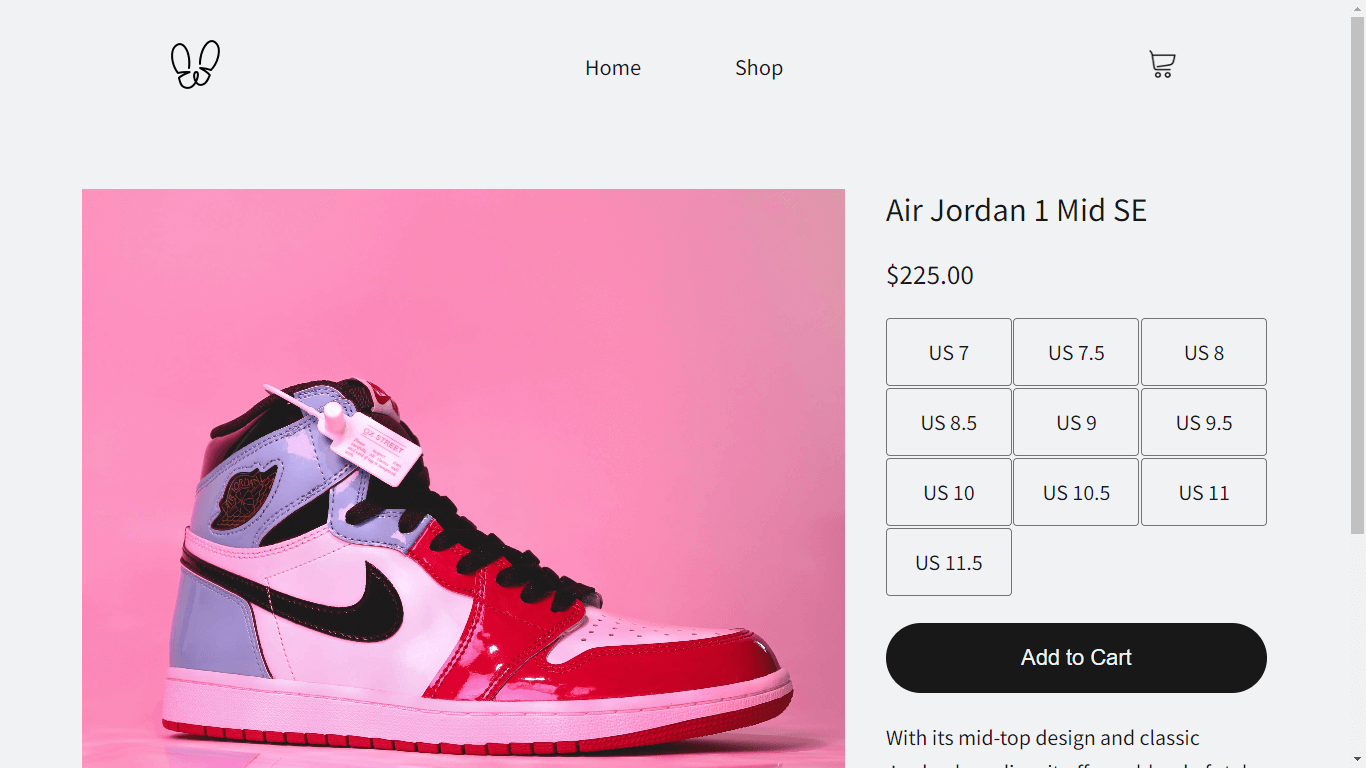 Home
Shop
Air Jordan 1 Mid SE
$225.00
US 7
US 7.5
US 8
US 8.5
US 9
US 9.5
US 10
US 10.5
US 11
US 11.5
Add to Cart
With its mid-top design and classic
STREET